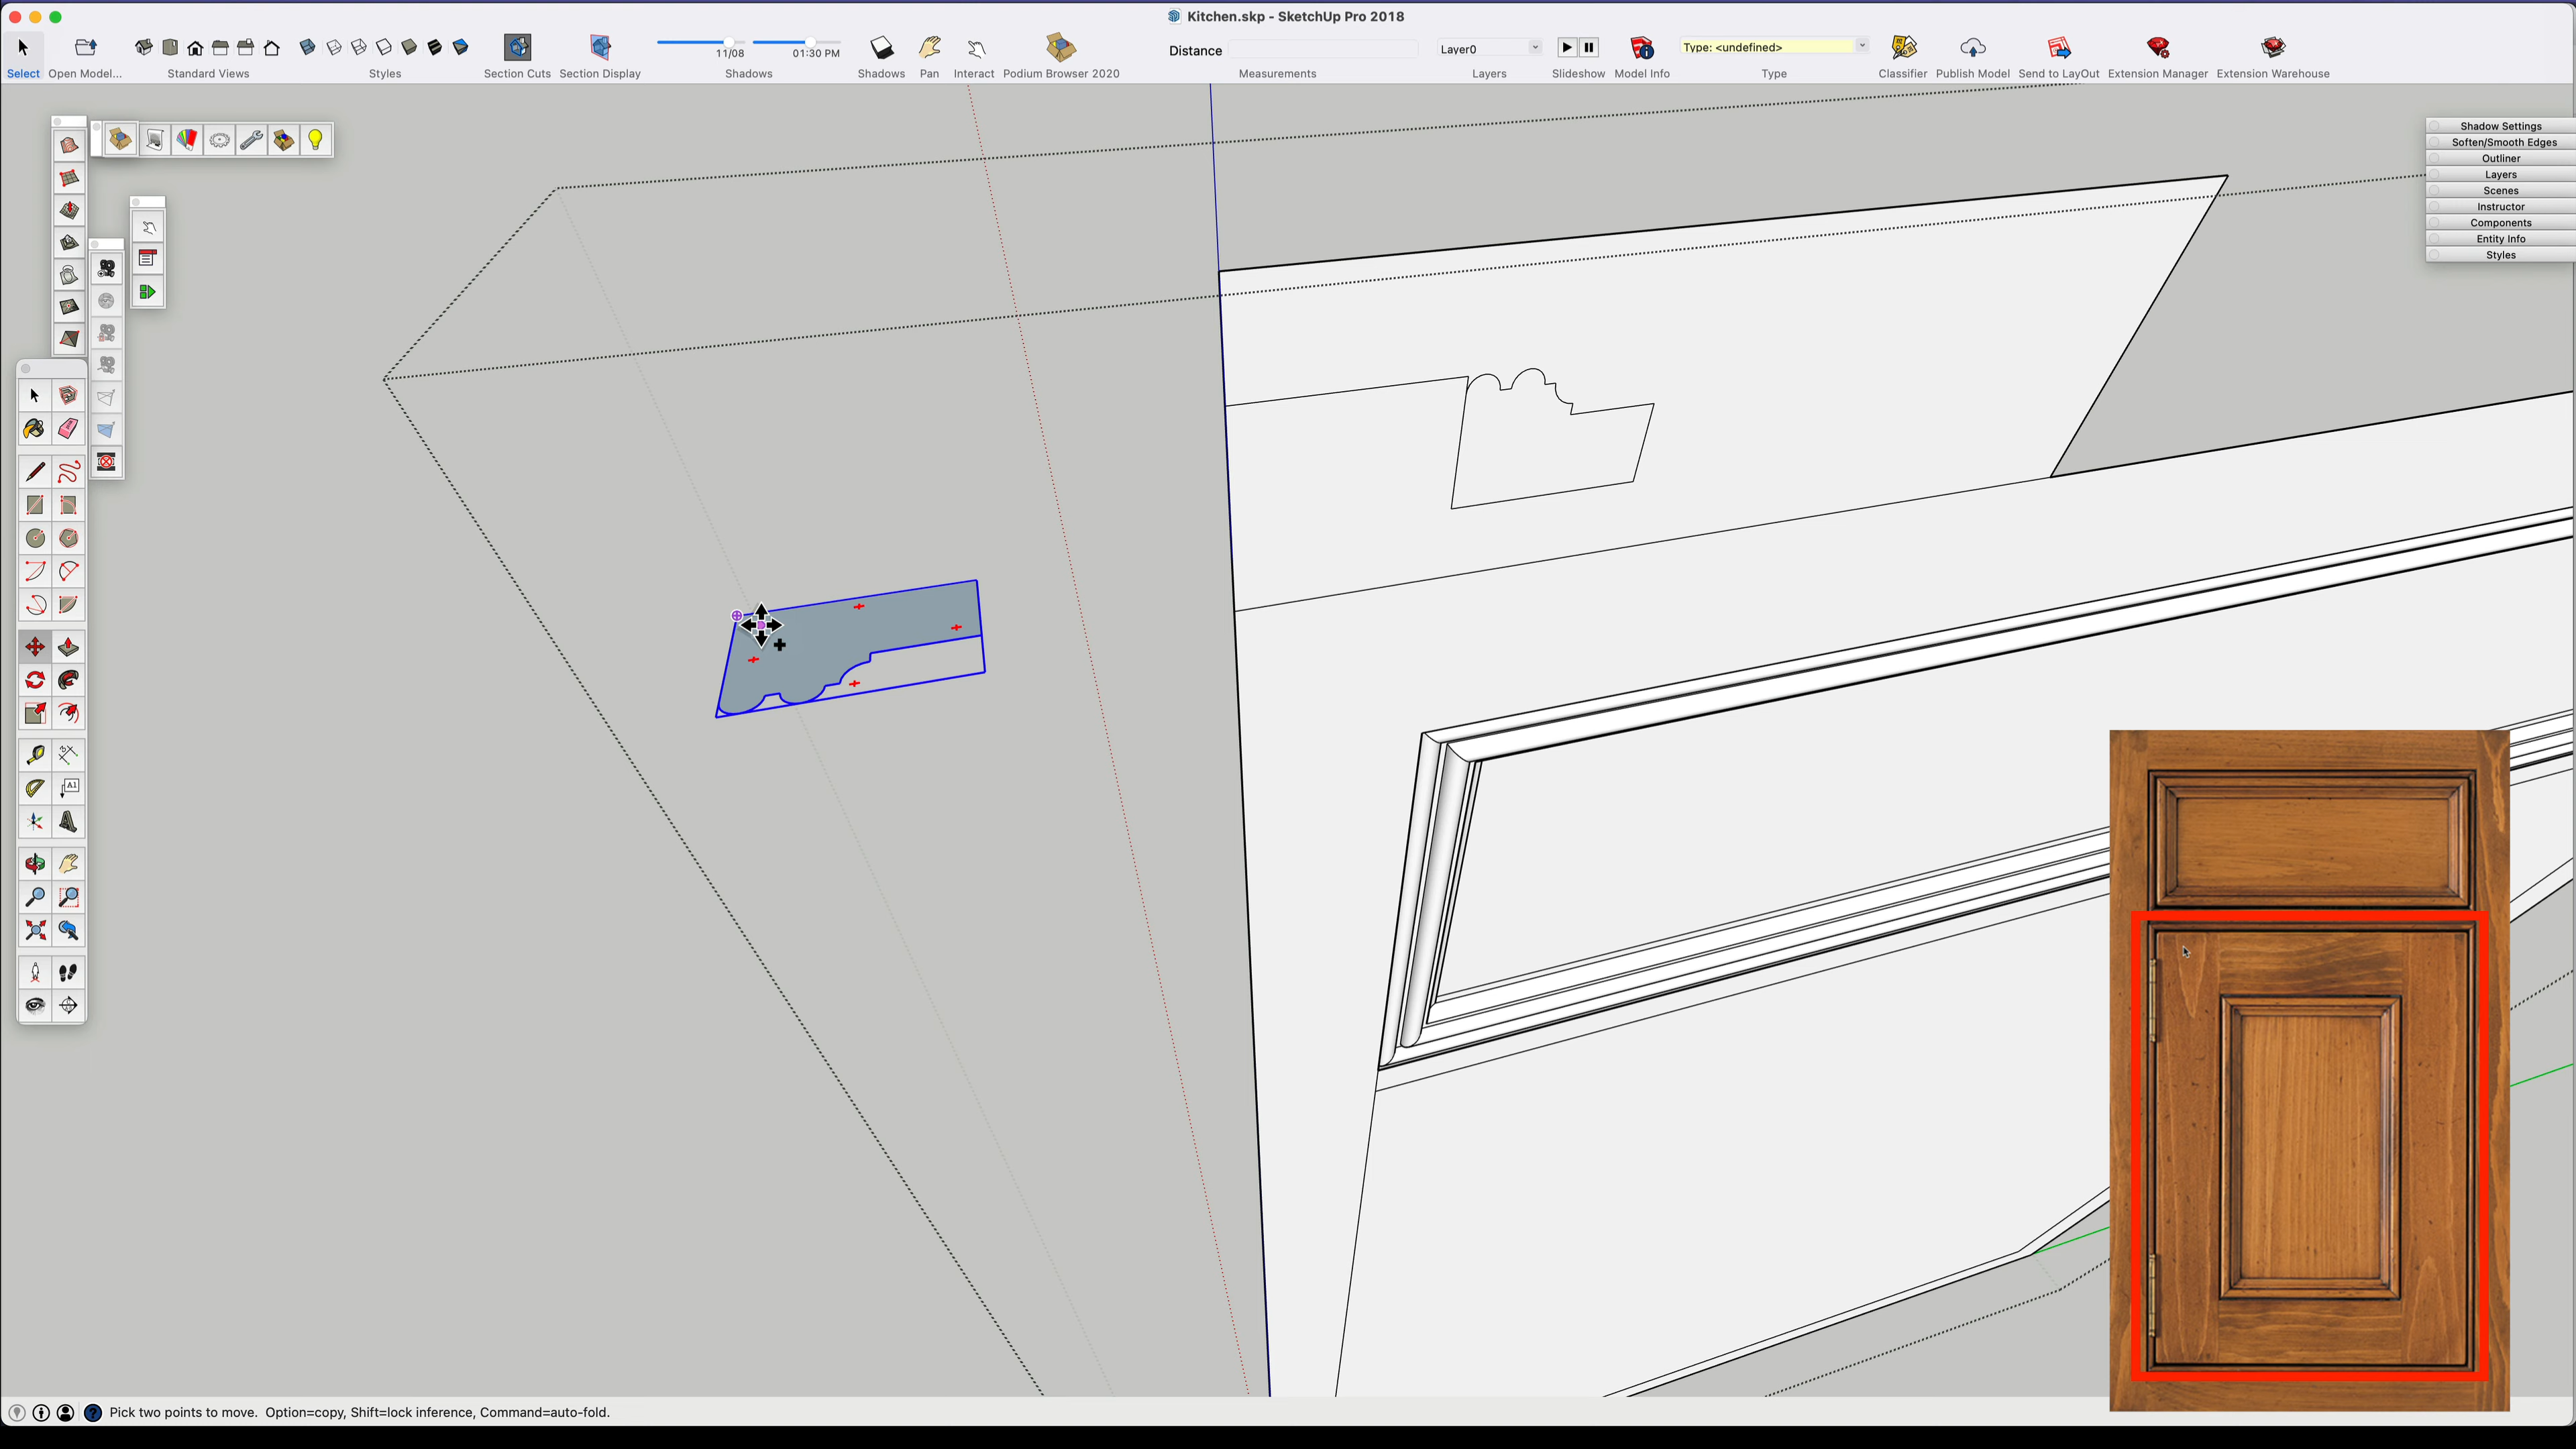 Kitchen.skp - SketchUp Pro 2018
Select
Open Model...
Standard Views
Styles
Section Cuts
Section Display
11/08
01:30 PM
Shadows
Shadows
Pan
Interact
Podium Browser 2020
Distance
Measurements
Layer0
Layers
Slideshow
Model Info
Type: <undefined>
Type
Classifier
Publish Model
Send to LayOut
Extension Manager
Extension Warehouse
Shadow Settings
Soften/Smooth Edges
Outliner
Layers
Scenes
Instructor
Components
Entity Info
Styles
A1
Pick two points to move. Option=copy, Shift=lock inference, Command=auto-fold.